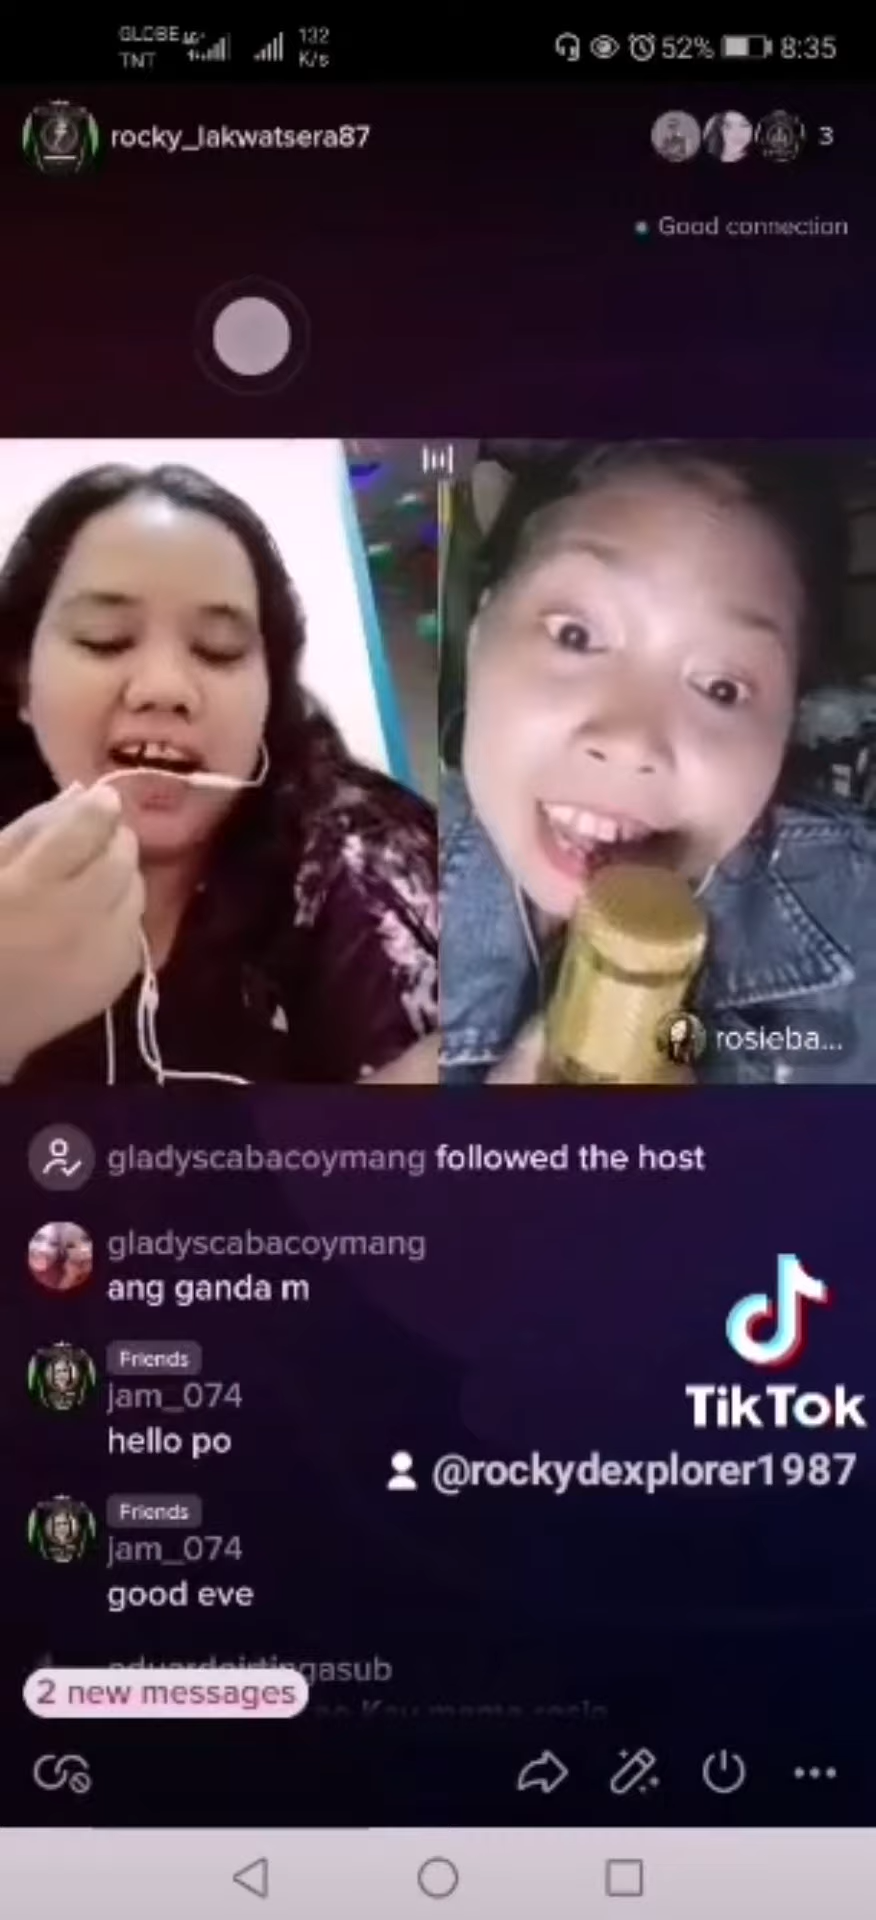 GLOBE 4G+ 132
TNT K/s
52% 8:35
rocky_lakwatsera87
3
Good connection
rosieba...
gladyscabacoymang followed the host
gladyscabacoymang
ang ganda m
Friends
jam_074
hello po
Friends
jam_074
good eve
TikTok
@rockydexplorer1987
2 new messages